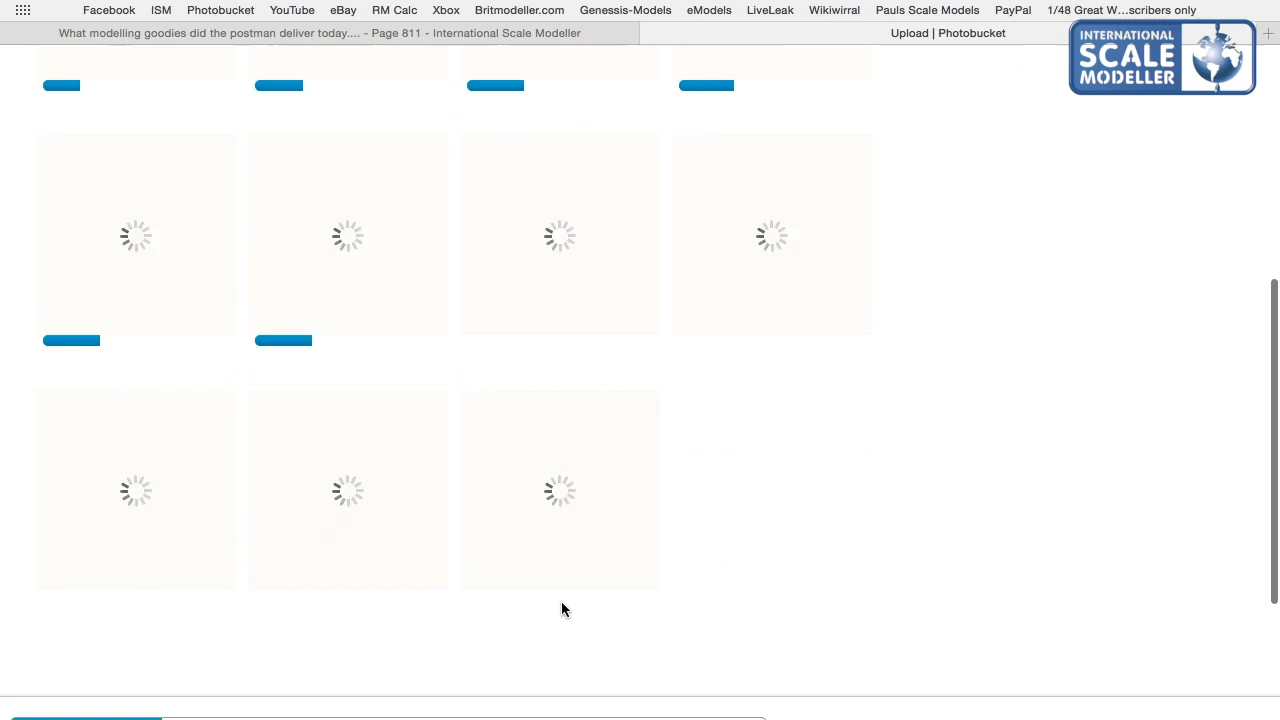 Facebook ISM Photobucket YouTube eBay RM Calc Xbox Britmodeller.com Genessis-Models eModels LiveLeak Wikiwirral Pauls Scale Models PayPal 1/48 Great W...scribers only
What modelling goodies did the postman deliver today.... - Page 811 - International Scale Modeller Upload | Photobucket
INTERNATIONAL
SCALE
MODELLER